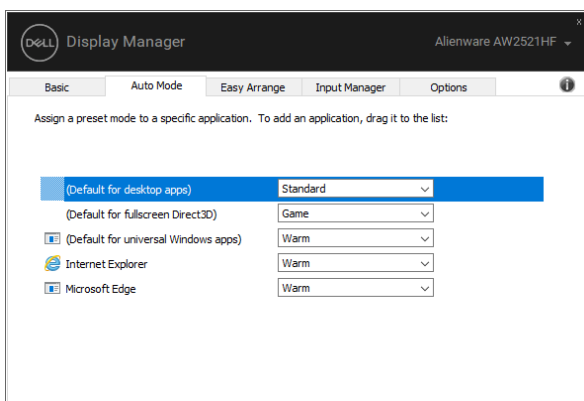 DELL Display Manager Alienware AW2521HF
x
Basic Auto Mode Easy Arrange Input Manager Options i
Assign a preset mode to a specific application. To add an application, drag it to the list:
(Default for desktop apps) Standard
(Default for fullscreen Direct3D) Game
(Default for universal Windows apps) Warm
Internet Explorer Warm
Microsoft Edge Warm